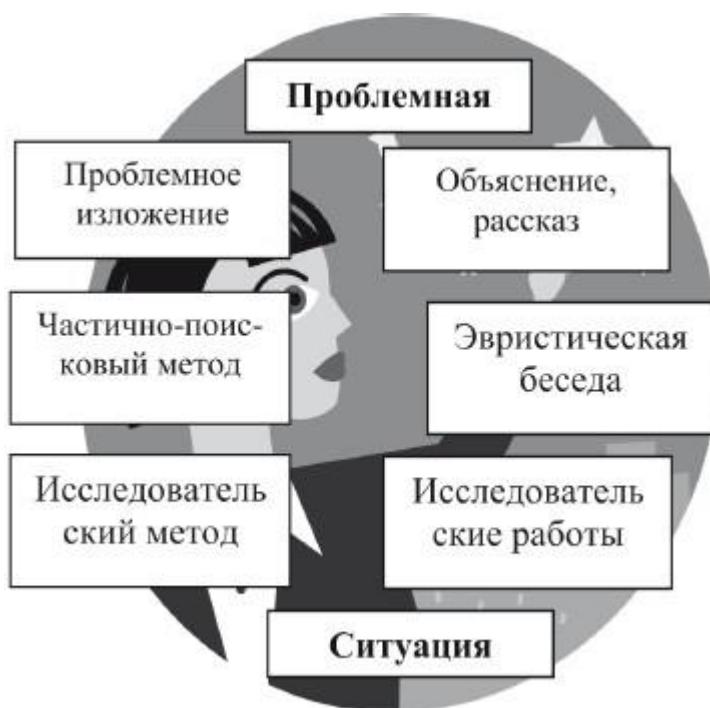 Проблемная
Проблемное
изложение
Объяснение,
рассказ
Частично-поис-
ковый метод
Эвристическая
беседа
Исследователь
ский метод
Исследователь
ские работы
Ситуация